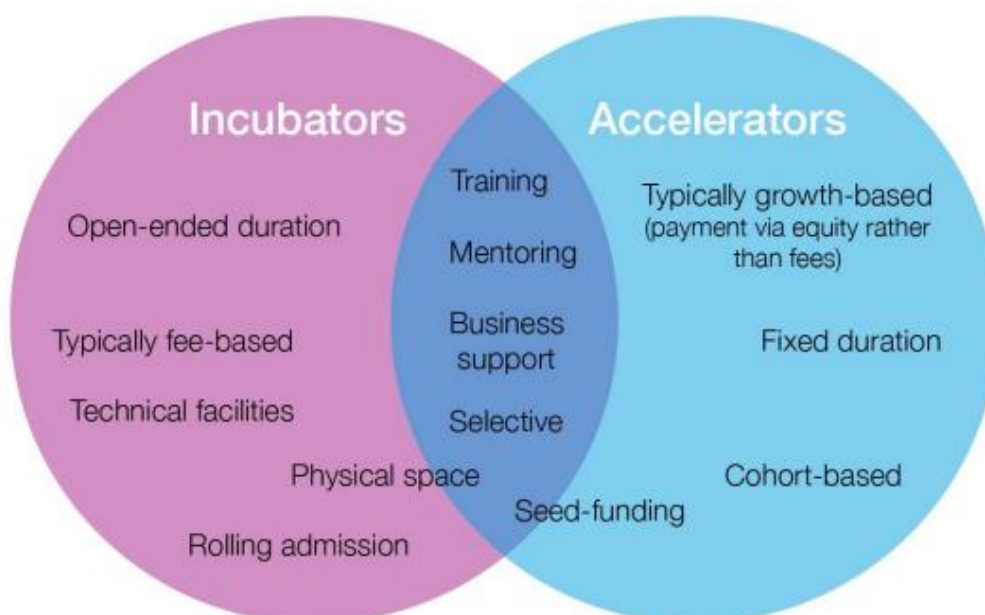 Incubators
Open-ended duration
Typically fee-based
Technical facilities
Physical space
Rolling admission
Training
Mentoring
Business
support
Selective
Seed-funding
Accelerators
Typically growth-based
(payment via equity rather
than fees)
Fixed duration
Cohort-based